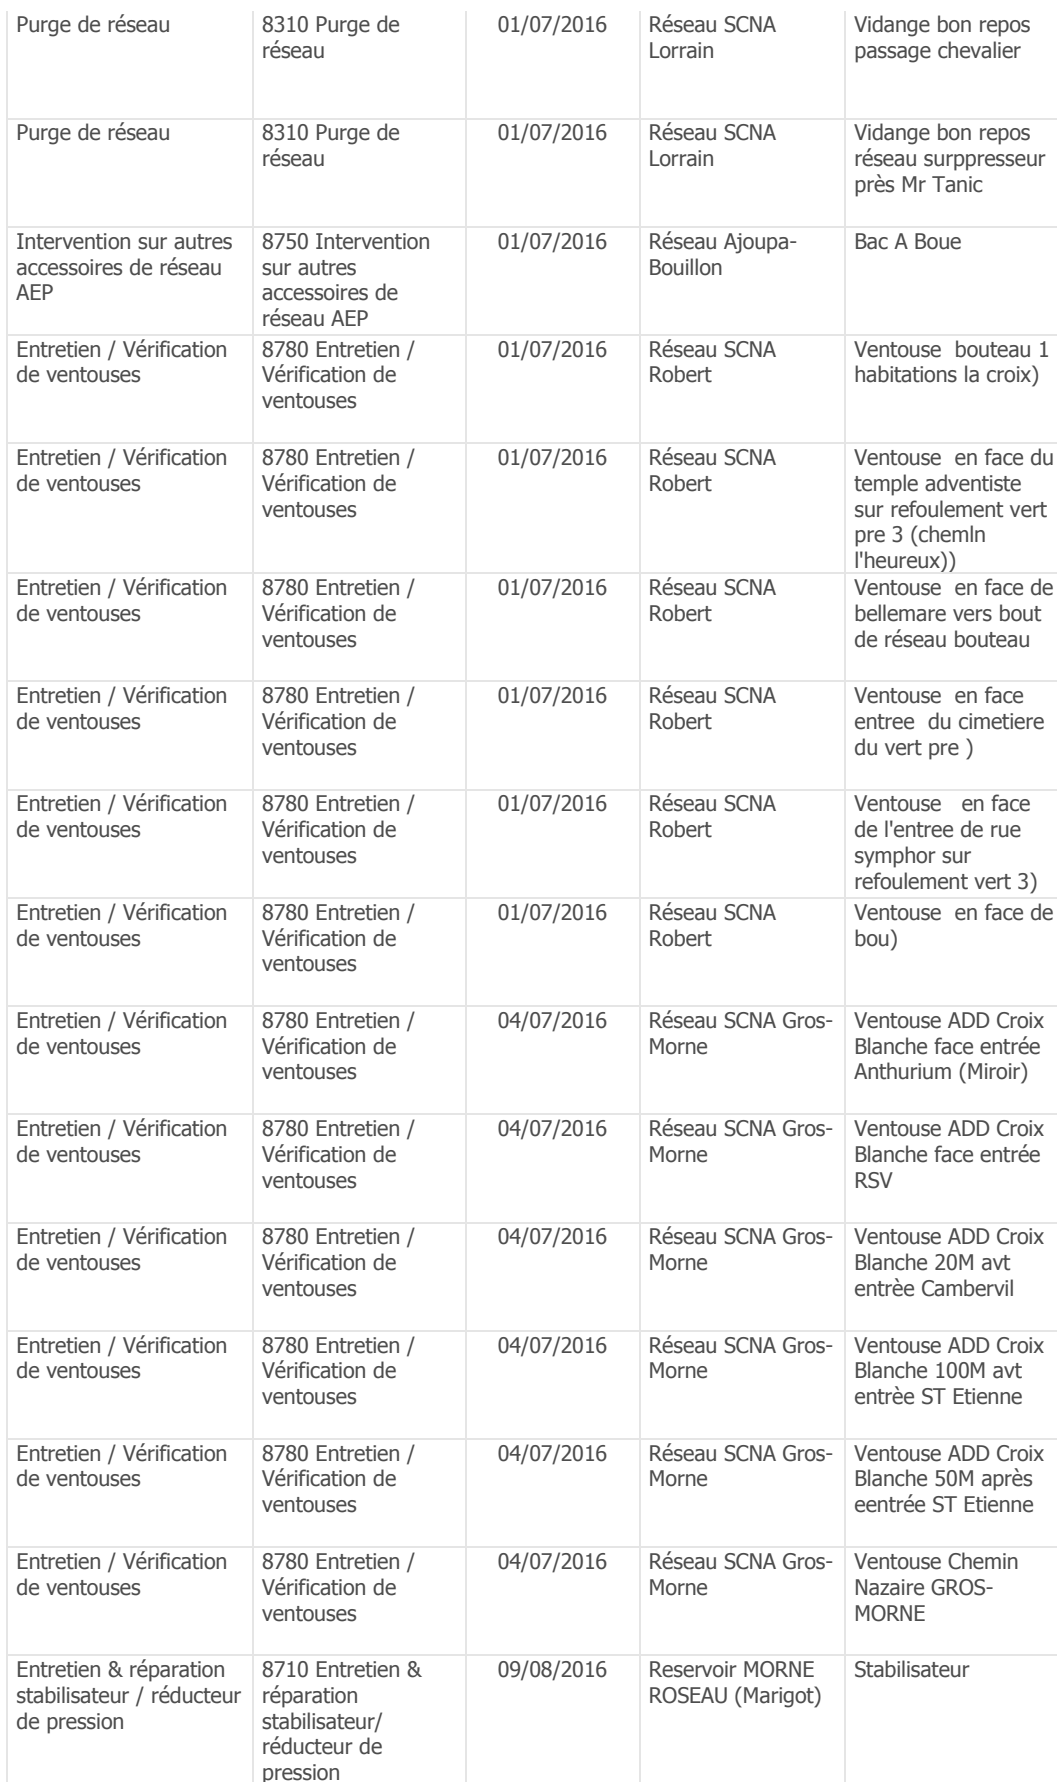 Purge de réseau
8310 Purge de
réseau
01/07/2016
Réseau SCNA
Lorrain
Vidange bon repos
passage chevalier
Purge de réseau
8310 Purge de
réseau
01/07/2016
Réseau SCNA
Lorrain
Vidange bon repos
réseau surppresseur
près Mr Tanic
Intervention sur autres
accessoires de réseau
AEP
8750 Intervention
sur autres
accessoires de
réseau AEP
01/07/2016
Réseau Ajoupa-
Bouillon
Bac A Boue
Entretien / Vérification
de ventouses
8780 Entretien /
Vérification de
ventouses
01/07/2016
Réseau SCNA
Robert
Ventouse  bouteau 1
habitations la croix)
Entretien / Vérification
de ventouses
8780 Entretien /
Vérification de
ventouses
01/07/2016
Réseau SCNA
Robert
Ventouse  en face du
temple adventiste
sur refoulement vert
pre 3 (chemln
l'heureux))
Entretien / Vérification
de ventouses
8780 Entretien /
Vérification de
ventouses
01/07/2016
Réseau SCNA
Robert
Ventouse  en face de
bellemare vers bout
de réseau bouteau
Entretien / Vérification
de ventouses
8780 Entretien /
Vérification de
ventouses
01/07/2016
Réseau SCNA
Robert
Ventouse  en face
entree  du cimetiere
du vert pre )
Entretien / Vérification
de ventouses
8780 Entretien /
Vérification de
ventouses
01/07/2016
Réseau SCNA
Robert
Ventouse   en face
de l'entree de rue
symphor sur
refoulement vert 3)
Entretien / Vérification
de ventouses
8780 Entretien /
Vérification de
ventouses
01/07/2016
Réseau SCNA
Robert
Ventouse  en face de
bou)
Entretien / Vérification
de ventouses
8780 Entretien /
Vérification de
ventouses
04/07/2016
Réseau SCNA Gros-
Morne
Ventouse ADD Croix
Blanche face entrée
Anthurium (Miroir)
Entretien / Vérification
de ventouses
8780 Entretien /
Vérification de
ventouses
04/07/2016
Réseau SCNA Gros-
Morne
Ventouse ADD Croix
Blanche face entrée
RSV
Entretien / Vérification
de ventouses
8780 Entretien /
Vérification de
ventouses
04/07/2016
Réseau SCNA Gros-
Morne
Ventouse ADD Croix
Blanche 20M avt
entrèe Cambervil
Entretien / Vérification
de ventouses
8780 Entretien /
Vérification de
ventouses
04/07/2016
Réseau SCNA Gros-
Morne
Ventouse ADD Croix
Blanche 100M avt
entrèe ST Etienne
Entretien / Vérification
de ventouses
8780 Entretien /
Vérification de
ventouses
04/07/2016
Réseau SCNA Gros-
Morne
Ventouse ADD Croix
Blanche 50M après
eentrée ST Etienne
Entretien / Vérification
de ventouses
8780 Entretien /
Vérification de
ventouses
04/07/2016
Réseau SCNA Gros-
Morne
Ventouse Chemin
Nazaire GROS-
MORNE
Entretien & réparation
stabilisateur / réducteur
de pression
8710 Entretien &
réparation
stabilisateur/
réducteur de
pression
09/08/2016
Reservoir MORNE
ROSEAU (Marigot)
Stabilisateur